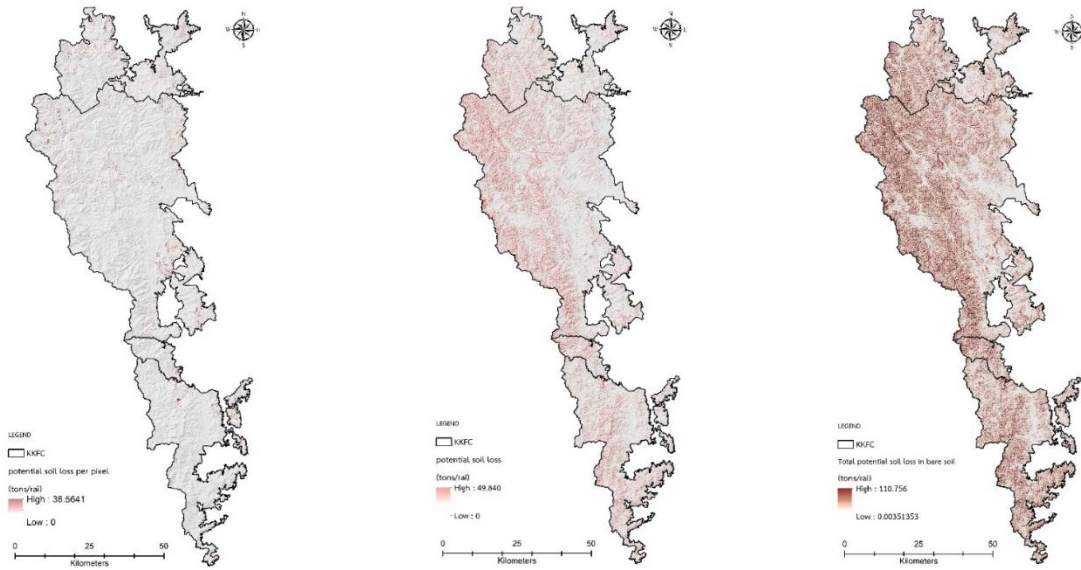 N
W
S
LEGEND
KKFC
potential soil loss per pixel
(tons/rai)
High : 38.5641
Low : 0
0 25 50
Kilometers
N
W E
S
LEGEND
KKFC
potential soil loss
(tons/rai)
High : 49.840
Low : 0
0 25 50
Kilometers
W E
S
LEGEND
KKFC
Total potential soil loss in bare soil
(tons/rai)
High : 110.756
Low : 0.00351353
0 25 50
Kilometers